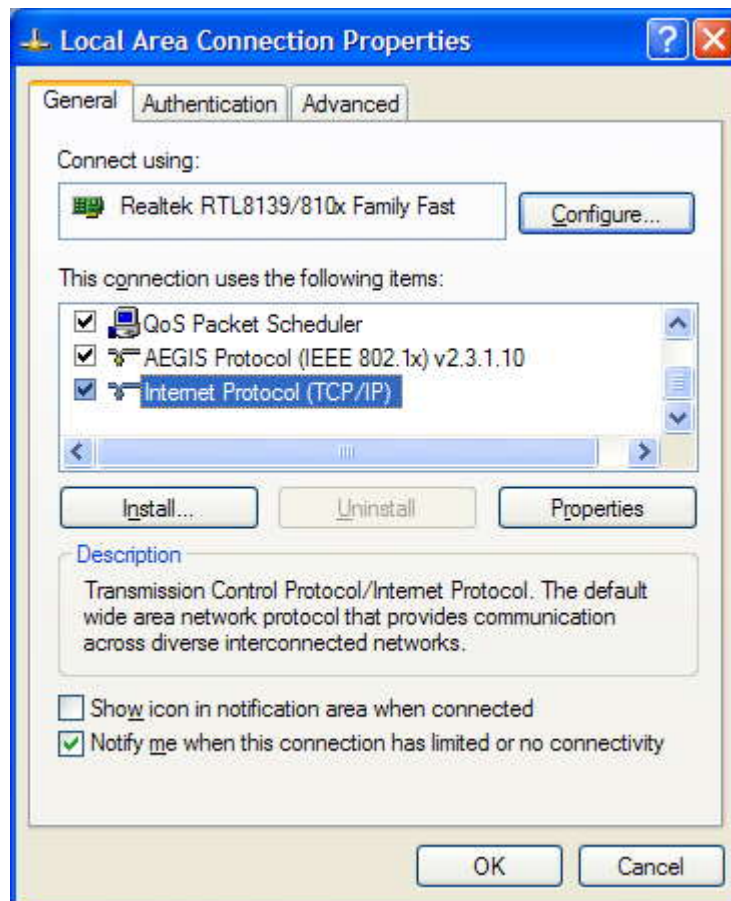 Local Area Connection Properties
General Authentication Advanced
Connect using:
Realtek RTL8139/810x Family Fast
Configure...
This connection uses the following items:
QoS Packet Scheduler
AEGIS Protocol (IEEE 802.1x) v2.3.1.10
Internet Protocol (TCP/IP)
Install... Uninstall Properties
Description
Transmission Control Protocol/Internet Protocol. The default
wide area network protocol that provides communication
across diverse interconnected networks.
Show icon in notification area when connected
Notify me when this connection has limited or no connectivity
OK Cancel